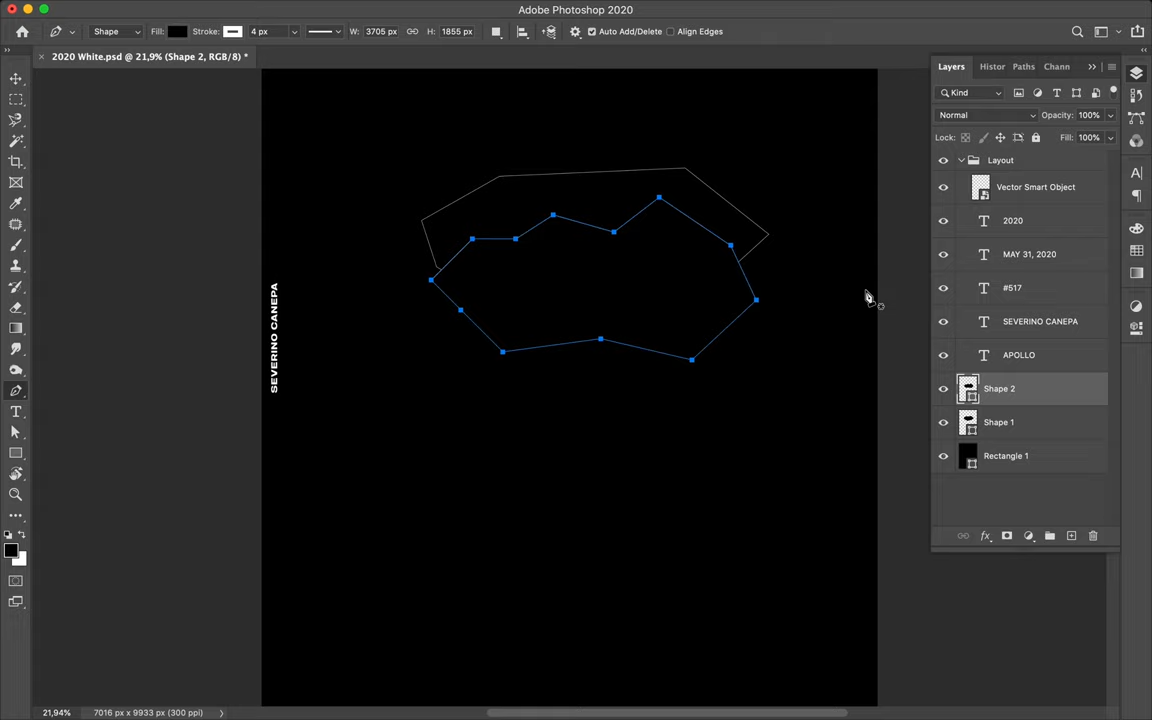 Adobe Photoshop 2020
Shape Fill: Stroke: 4 px W: 3705 px H: 1855 px Auto Add/Delete Align Edges
2020 White.psd @ 21,9% (Shape 2, RGB/8) *
Layers Histor Paths Chann
Kind
Normal Opacity: 100%
Lock: Fill: 100%
Layout
Vector Smart Object
2020
MAY 31, 2020
#517
SEVERINO CANEPA
APOLLO
Shape 2
Shape 1
Rectangle 1
SEVERINO CANEPA
21,94% 7016 px x 9933 px (300 ppi)